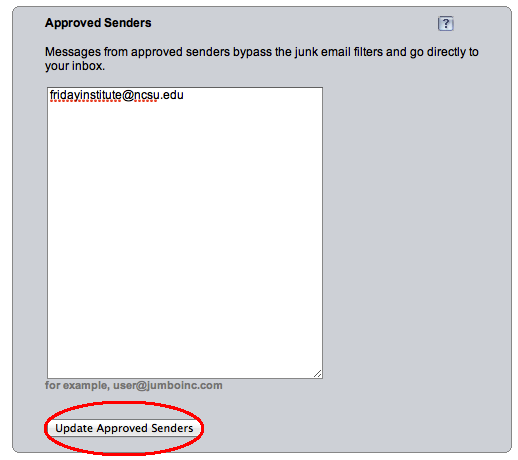 Approved Senders
?
Messages from approved senders bypass the junk email filters and go directly to
your inbox.
fridayinstitute@ncsu.edu
for example, user@jumboinc.com
Update Approved Senders